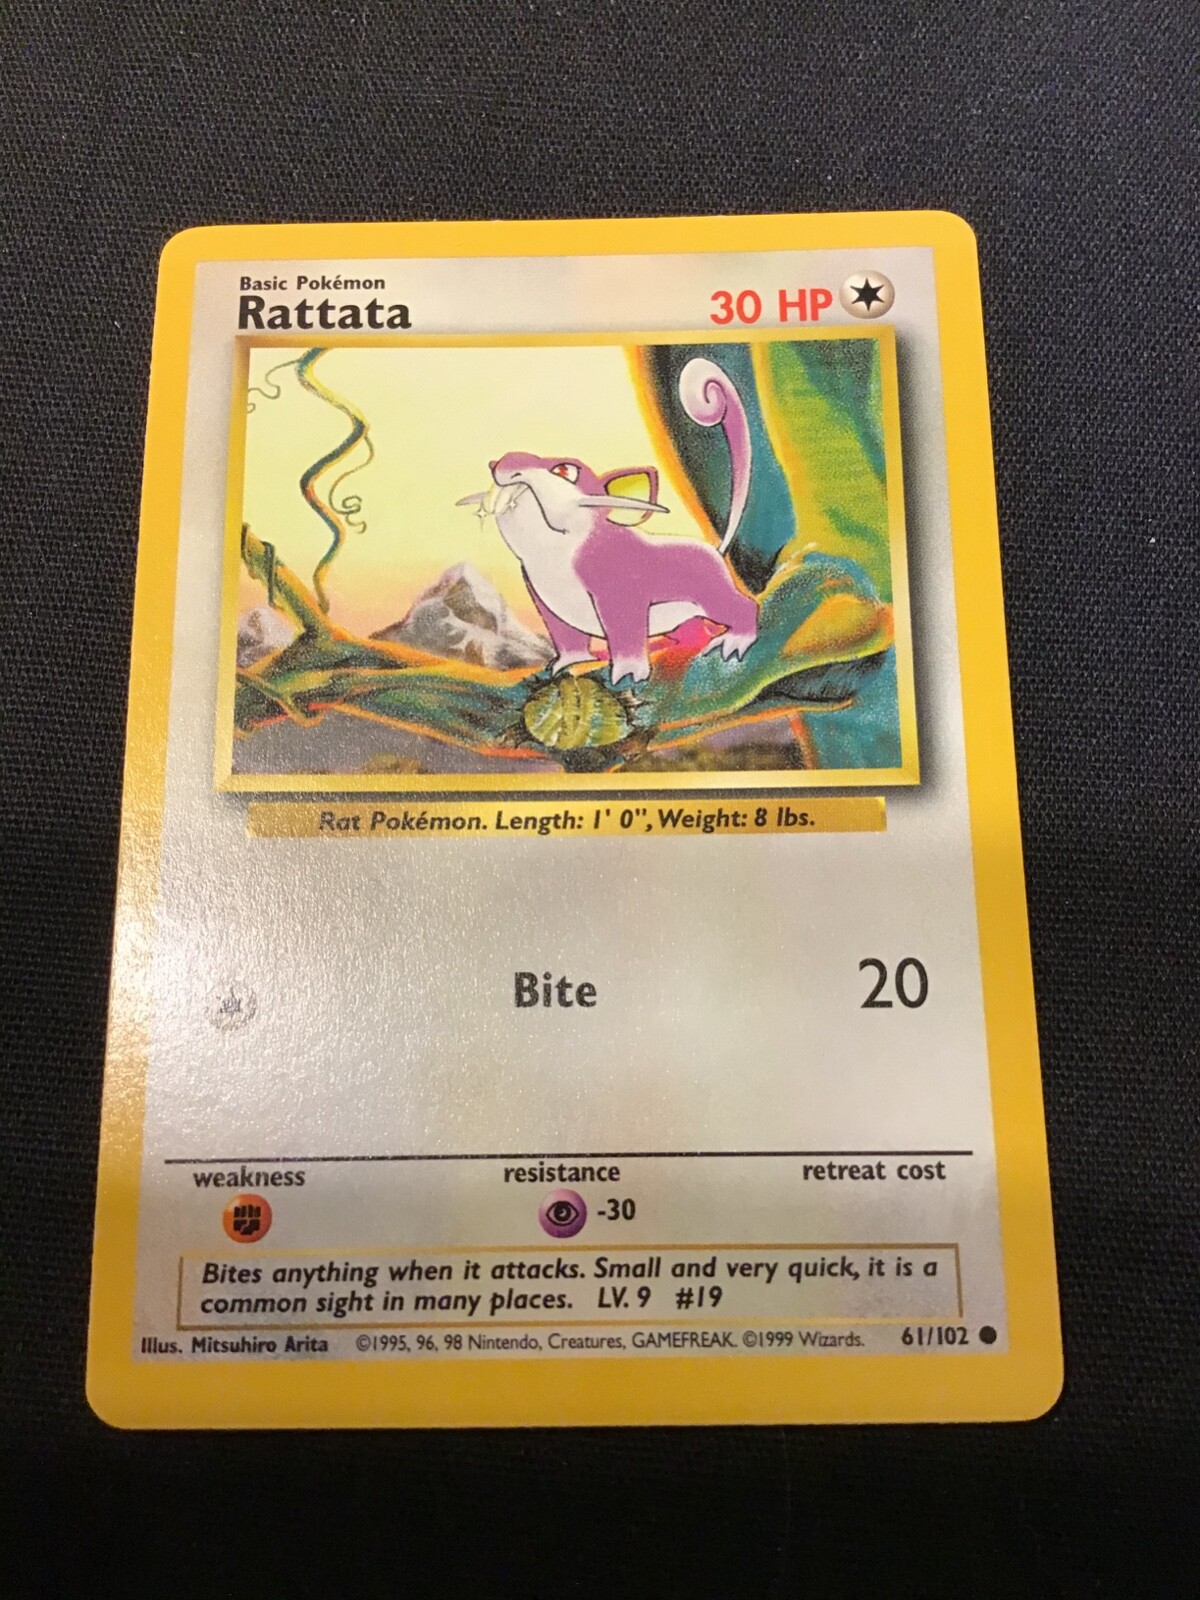 Basic Pokémon
Rattata
30 HP
Rat Pokémon. Length: 1' 0", Weight: 8 lbs.
Bite 20
weakness resistance retreat cost
-30
Bites anything when it attacks. Small and very quick, it is a
common sight in many places. LV. 9 #19
Illus. Mitsuhiro Arita ©1995, 96, 98 Nintendo, Creatures, GAMEFREAK. ©1999 Wizards. 61/102